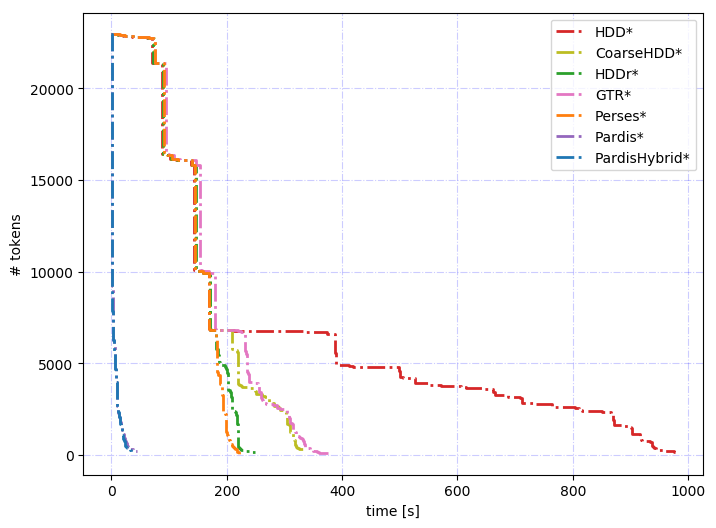 HDD*
CoarseHDD*
HDDr*
GTR*
Perses*
Pardis*
PardisHybrid*
# tokens
20000
15000
10000
5000
0
0 200 400 600 800 1000
time [s]